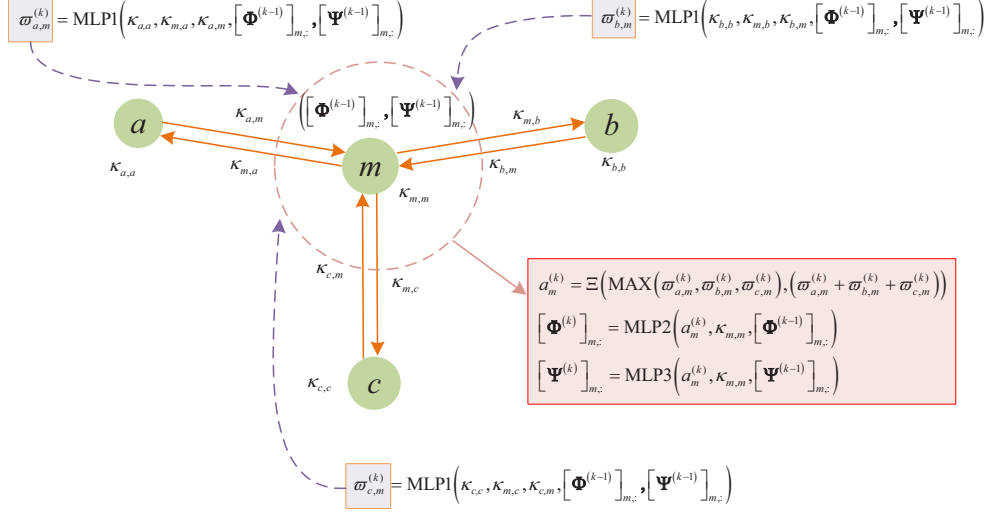 ϖ_{a,m}^{(k)} = MLP1(κ_{a,a}, κ_{m,a}, κ_{a,m}, [𝚽^{(k-1)}]_{m,:}, [𝚿^{(k-1)}]_{m,:})
ϖ_{b,m}^{(k)} = MLP1(κ_{b,b}, κ_{m,b}, κ_{b,m}, [𝚽^{(k-1)}]_{m,:}, [𝚿^{(k-1)}]_{m,:})
([𝚽^{(k-1)}]_{m,:}, [𝚿^{(k-1)}]_{m,:})
κ_{a,m}
κ_{m,b}
a
b
m
κ_{a,a}
κ_{m,a}
κ_{b,m}
κ_{b,b}
κ_{m,m}
κ_{c,m}
κ_{m,c}
a_m^{(k)} = Ξ(MAX(ϖ_{a,m}^{(k)}, ϖ_{b,m}^{(k)}, ϖ_{c,m}^{(k)}), (ϖ_{a,m}^{(k)} + ϖ_{b,m}^{(k)} + ϖ_{c,m}^{(k)}))
[𝚽^{(k)}]_{m,:} = MLP2(a_m^{(k)}, κ_{m,m}, [𝚽^{(k-1)}]_{m,:})
[𝚿^{(k)}]_{m,:} = MLP3(a_m^{(k)}, κ_{m,m}, [𝚿^{(k-1)}]_{m,:})
κ_{c,c}
c
ϖ_{c,m}^{(k)} = MLP1(κ_{c,c}, κ_{m,c}, κ_{c,m}, [𝚽^{(k-1)}]_{m,:}, [𝚿^{(k-1)}]_{m,:})